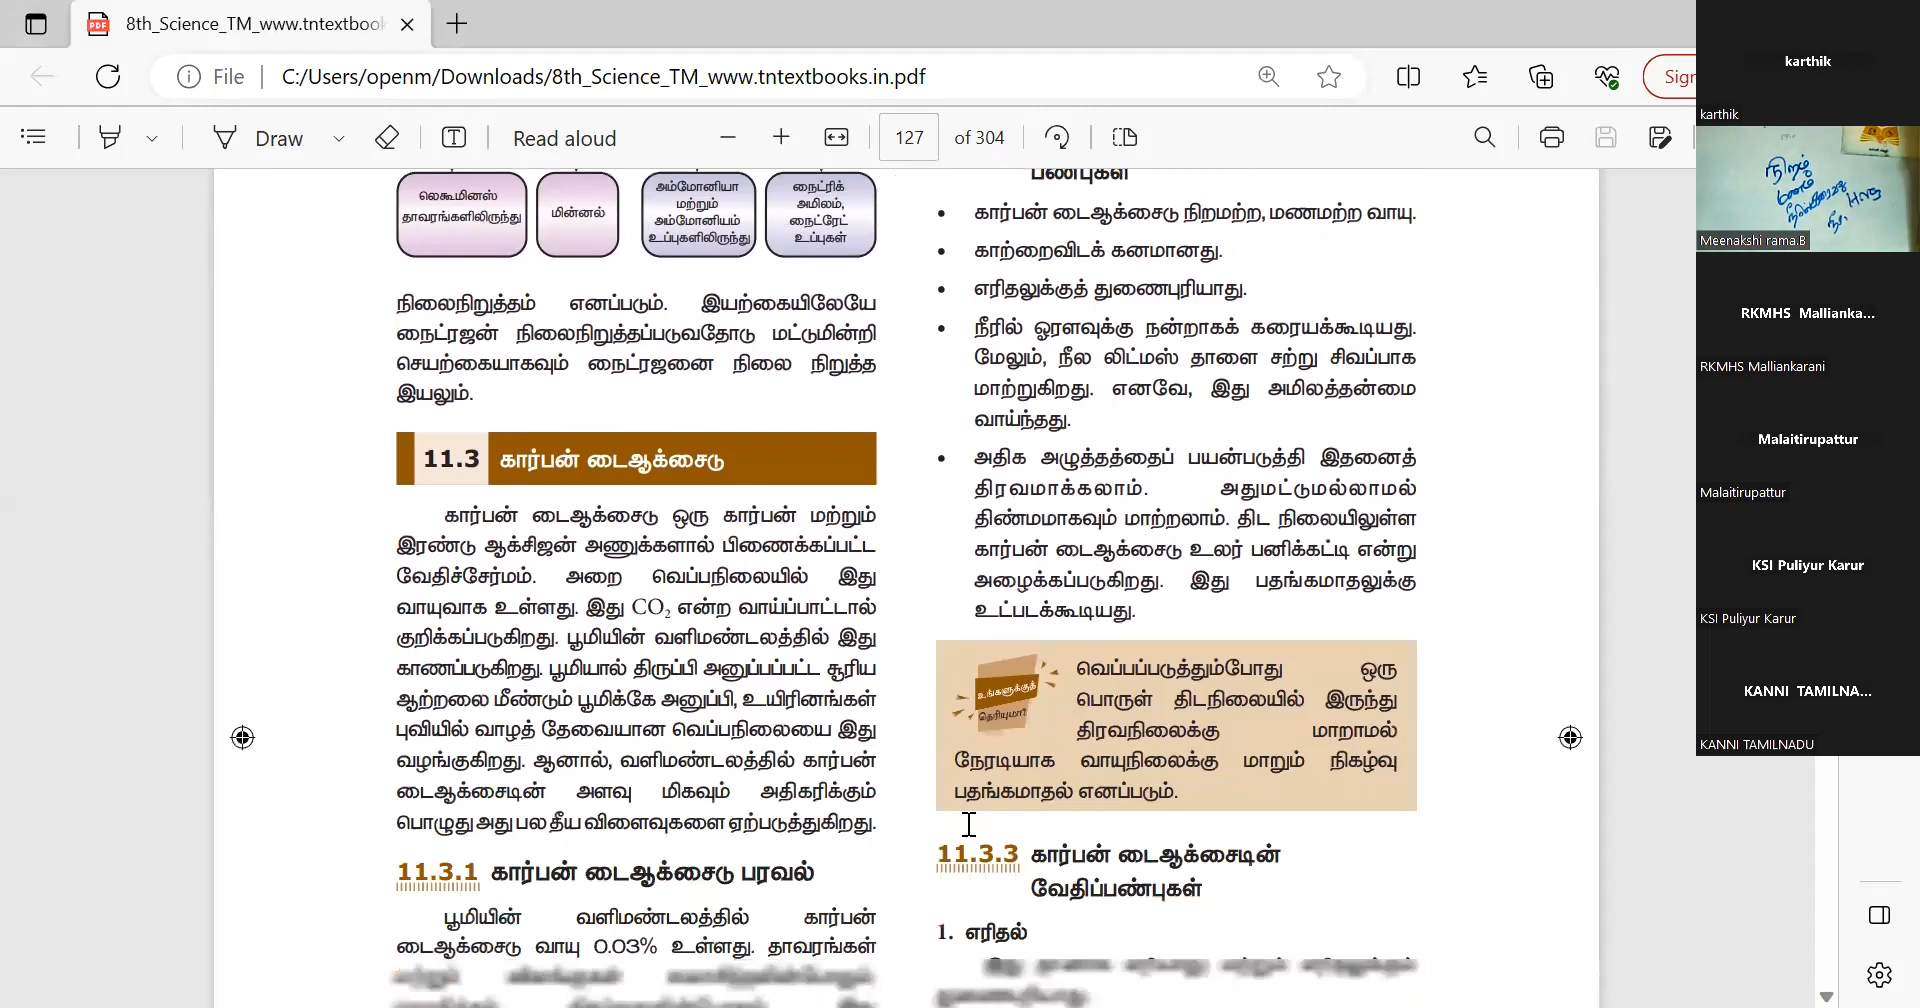 8th_Science_TM_www.tntextbook
File
C:/Users/openm/Downloads/8th_Science_TM_www.tntextbooks.in.pdf
Sign
Draw
Read aloud
127
of 304
லெகூமினஸ்
தாவரங்களிலிருந்து
மின்னல்
அம்மோனியா
மற்றும்
அம்மோனியம்
உப்புகளிலிருந்து
நைட்ரிக்
அமிலம்,
நைட்ரேட்
உப்புகள்
நிலைநிறுத்தம் எனப்படும். இயற்கையிலேயே
நைட்ரஜன் நிலைநிறுத்தப்படுவதோடு மட்டுமின்றி
செயற்கையாகவும் நைட்ரஜனை நிலை நிறுத்த
இயலும்.
11.3 கார்பன் டைஆக்சைடு
கார்பன் டைஆக்சைடு ஒரு கார்பன் மற்றும்
இரண்டு ஆக்சிஜன் அணுக்களால் பிணைக்கப்பட்ட
வேதிச்சேர்மம். அறை வெப்பநிலையில் இது
வாயுவாக உள்ளது. இது CO₂ என்ற வாய்ப்பாட்டால்
குறிக்கப்படுகிறது. பூமியின் வளிமண்டலத்தில் இது
காணப்படுகிறது. பூமியால் திருப்பி அனுப்பப்பட்ட சூரிய
ஆற்றலை மீண்டும் பூமிக்கே அனுப்பி, உயிரினங்கள்
புவியில் வாழத் தேவையான வெப்பநிலையை இது
வழங்குகிறது. ஆனால், வளிமண்டலத்தில் கார்பன்
டைஆக்சைடின் அளவு மிகவும் அதிகரிக்கும்
பொழுது அது பல தீய விளைவுகளை ஏற்படுத்துகிறது.
11.3.1 கார்பன் டைஆக்சைடு பரவல்
பூமியின் வளிமண்டலத்தில் கார்பன்
டைஆக்சைடு வாயு 0.03% உள்ளது. தாவரங்கள்
பண்புகள்
• கார்பன் டைஆக்சைடு நிறமற்ற, மணமற்ற வாயு.
• காற்றைவிடக் கனமானது.
• எரிதலுக்குத் துணைபுரியாது.
• நீரில் ஓரளவுக்கு நன்றாகக் கரையக்கூடியது.
மேலும், நீல லிட்மஸ் தாளை சற்று சிவப்பாக
மாற்றுகிறது. எனவே, இது அமிலத்தன்மை
வாய்ந்தது.
• அதிக அழுத்தத்தைப் பயன்படுத்தி இதனைத்
திரவமாக்கலாம். அதுமட்டுமல்லாமல்
திண்மமாகவும் மாற்றலாம். திட நிலையிலுள்ள
கார்பன் டைஆக்சைடு உலர் பனிக்கட்டி என்று
அழைக்கப்படுகிறது. இது பதங்கமாதலுக்கு
உட்படக்கூடியது.
உங்களுக்குத்
தெரியுமா?
வெப்பப்படுத்தும்போது ஒரு
பொருள் திடநிலையில் இருந்து
திரவநிலைக்கு மாறாமல்
நேரடியாக வாயுநிலைக்கு மாறும் நிகழ்வு
பதங்கமாதல் எனப்படும்.
11.3.3 கார்பன் டைஆக்சைடின்
வேதிப்பண்புகள்
1. எரிதல்
karthik
karthik
நிறம்
மணம்
Meenakshi rama.B
RKMHS Mallianka...
RKMHS Malliankarani
Malaitirupattur
Malaitirupattur
KSI Puliyur Karur
KSI Puliyur Karur
KANNI TAMILNA...
KANNI TAMILNADU